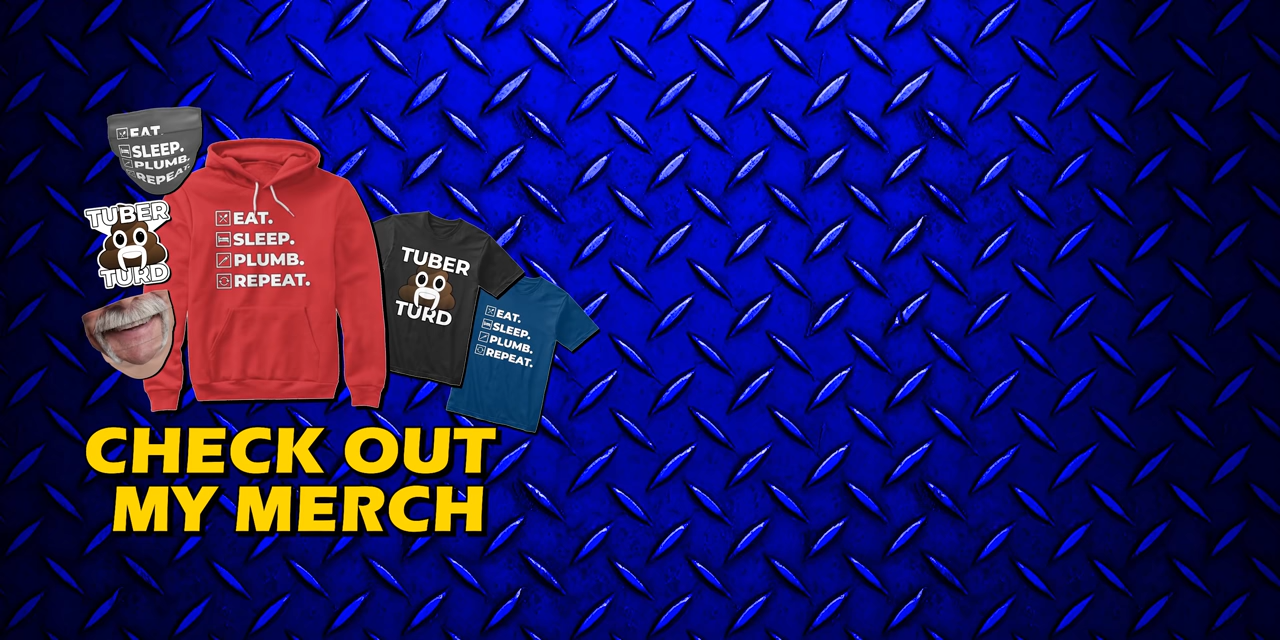 EAT.
SLEEP.
PLUMB.
REPEAT.
TUBER
TURD
EAT.
SLEEP.
PLUMB.
REPEAT.
TUBER
TURD
EAT.
SLEEP.
PLUMB.
REPEAT.
CHECK OUT
MY MERCH